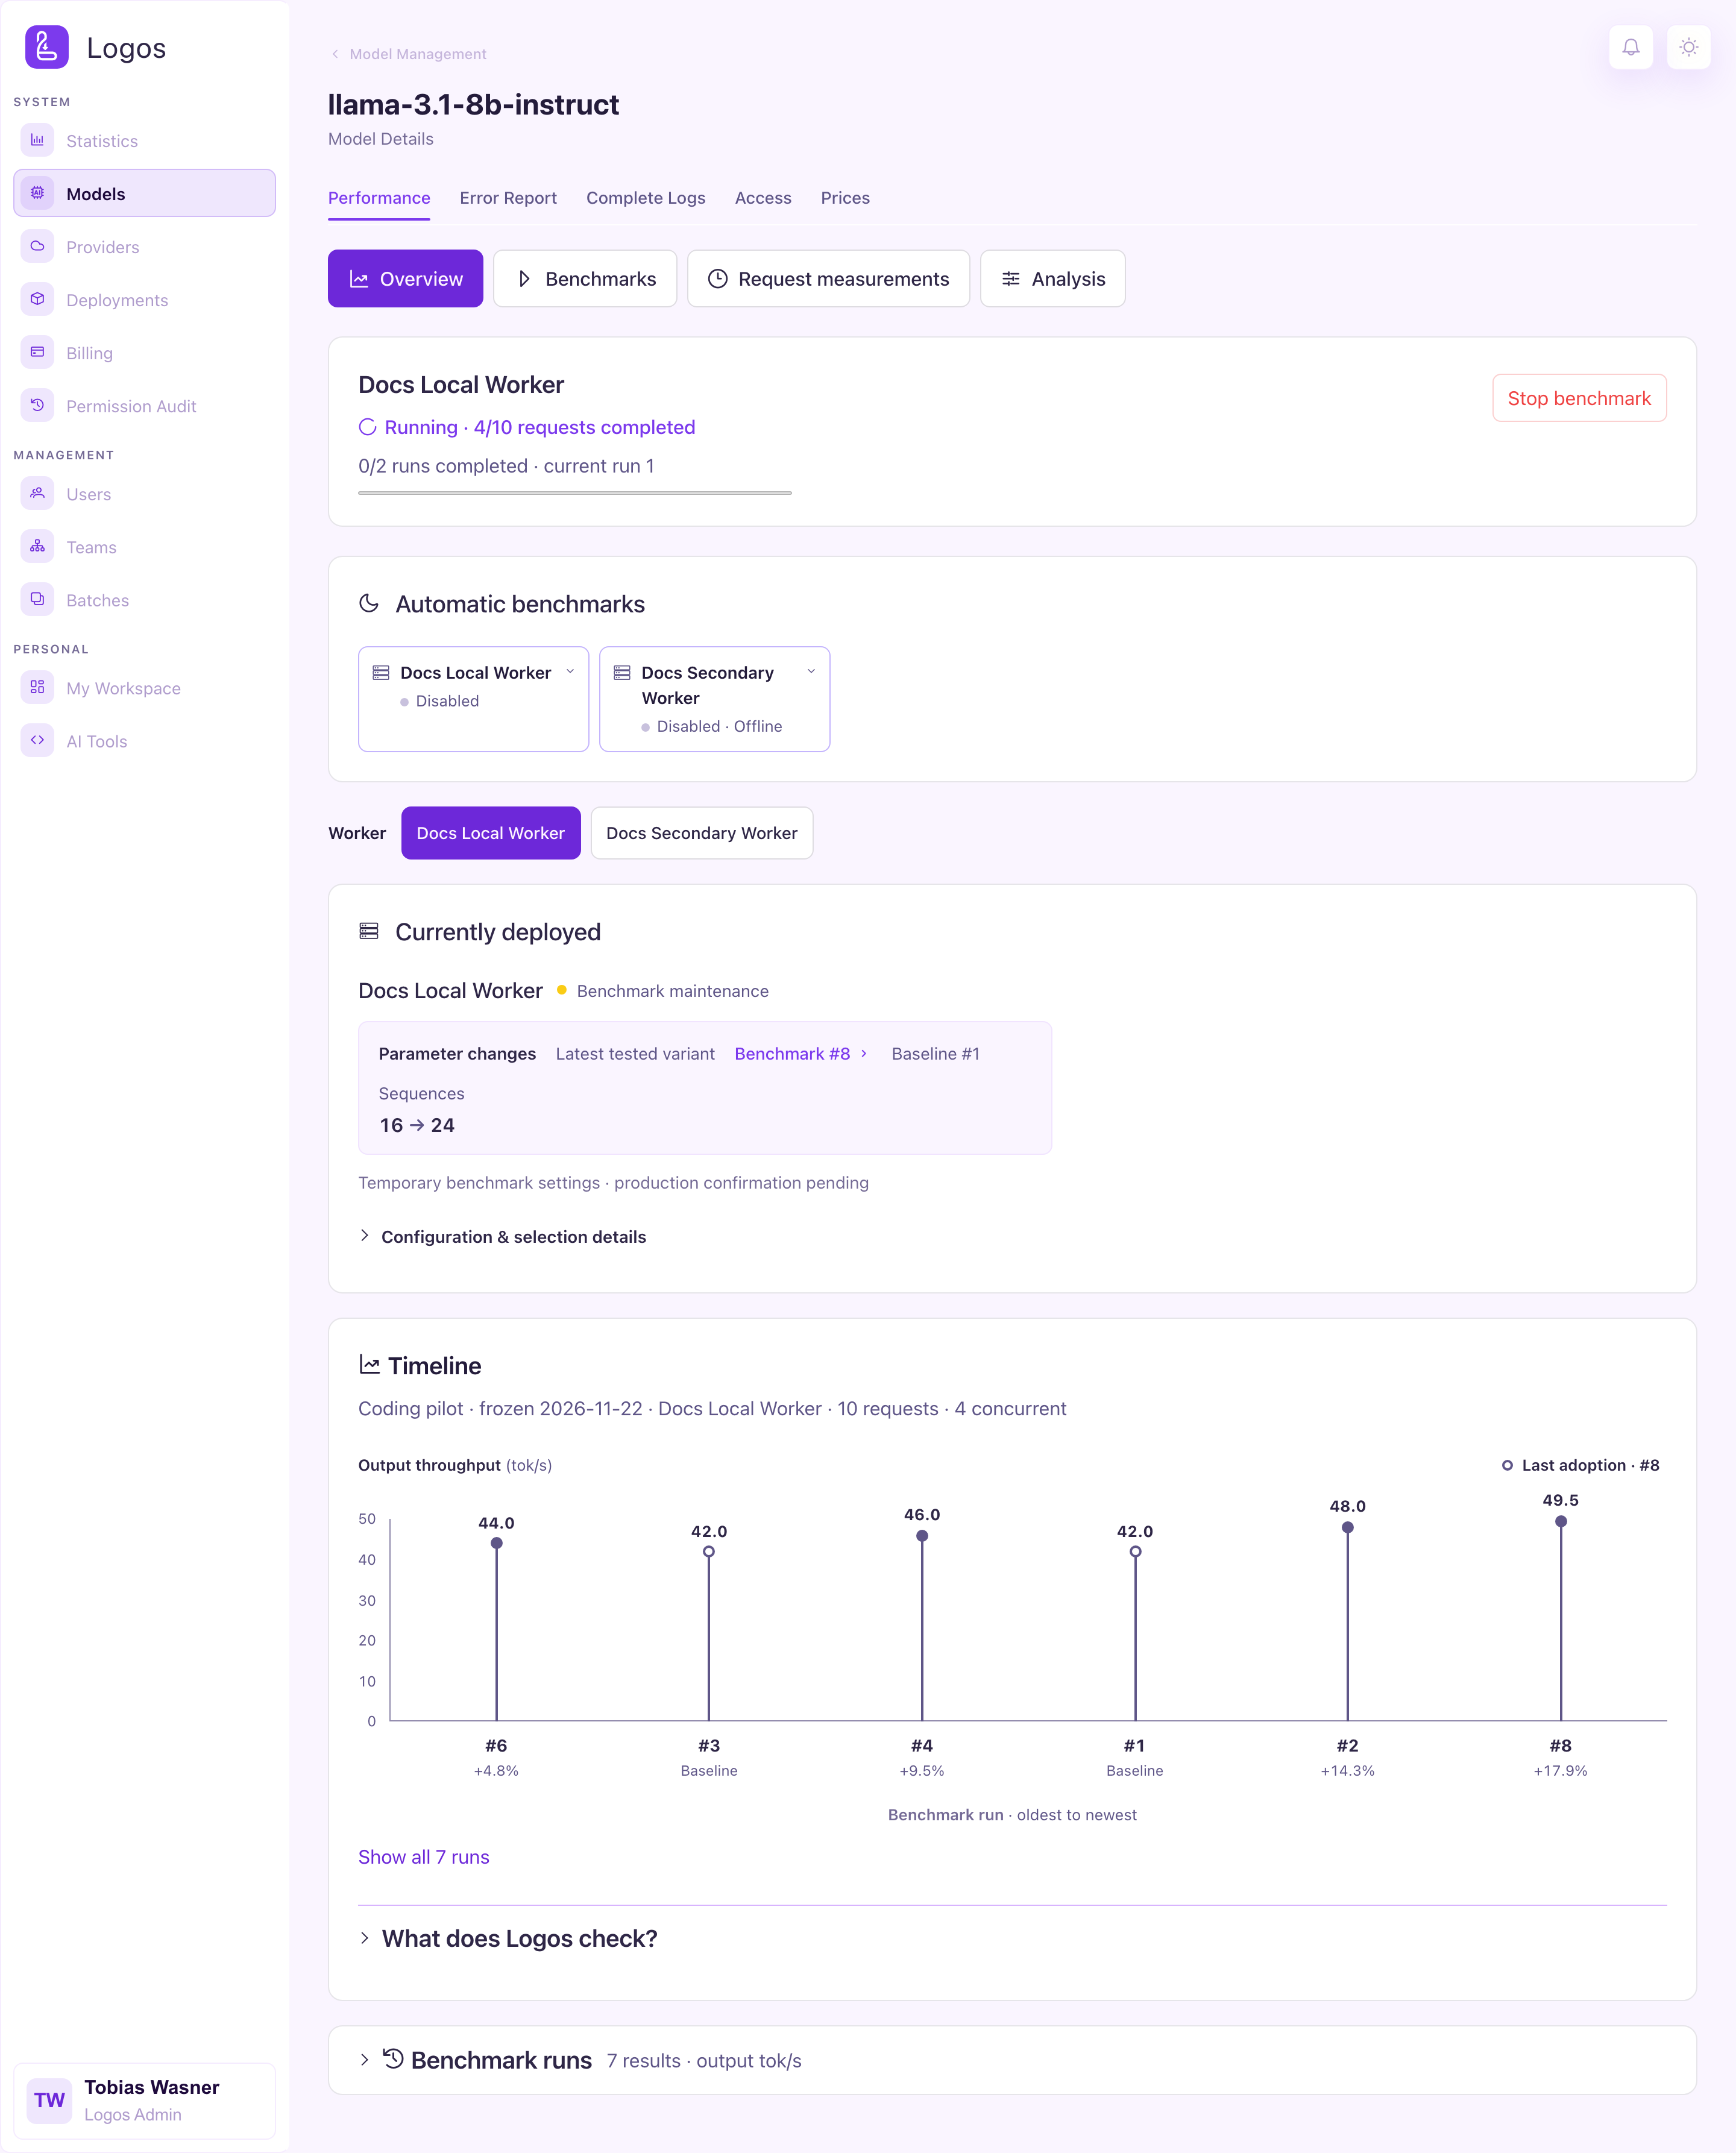 Logos
SYSTEM
Statistics
Models
Providers
Deployments
Billing
Permission Audit
MANAGEMENT
Users
Teams
Batches
PERSONAL
My Workspace
AI Tools
TW
Tobias Wasner
Logos Admin
Model Management
llama-3.1-8b-instruct
Model Details
Performance Error Report Complete Logs Access Prices
Overview Benchmarks Request measurements Analysis
Docs Local Worker
Stop benchmark
Running · 4/10 requests completed
0/2 runs completed · current run 1
Automatic benchmarks
Docs Local Worker
Disabled
Docs Secondary
Worker
Disabled · Offline
Worker Docs Local Worker Docs Secondary Worker
Currently deployed
Docs Local Worker Benchmark maintenance
Parameter changes Latest tested variant Benchmark #8 Baseline #1
Sequences
16 → 24
Temporary benchmark settings · production confirmation pending
Configuration & selection details
Timeline
Coding pilot · frozen 2026-11-22 · Docs Local Worker · 10 requests · 4 concurrent
Output throughput (tok/s)
Last adoption · #8
50
40
30
20
10
0
44.0 42.0 46.0 42.0 48.0 49.5
#6 #3 #4 #1 #2 #8
+4.8% Baseline +9.5% Baseline +14.3% +17.9%
Benchmark run · oldest to newest
Show all 7 runs
What does Logos check?
Benchmark runs 7 results · output tok/s